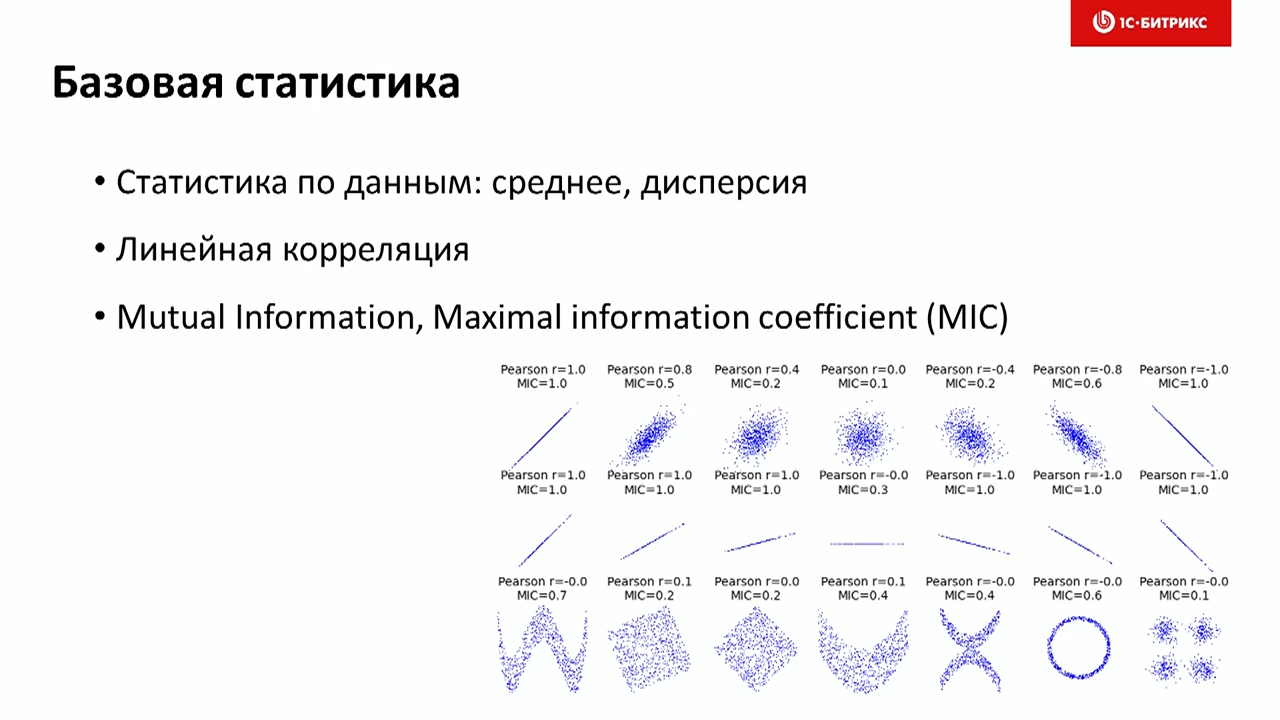 1С·БИТРИКС
Базовая статистика
• Статистика по данным: среднее, дисперсия
• Линейная корреляция
• Mutual Information, Maximal information coefficient (MIC)
Pearson r=1.0 Pearson r=0.8 Pearson r=0.4 Pearson r=0.0 Pearson r=-0.4 Pearson r=-0.8 Pearson r=-1.0
MIC=1.0 MIC=0.5 MIC=0.2 MIC=0.1 MIC=0.2 MIC=0.6 MIC=1.0
Pearson r=1.0 Pearson r=1.0 Pearson r=1.0 Pearson r=-0.0 Pearson r=-1.0 Pearson r=-1.0 Pearson r=-1.0
MIC=1.0 MIC=1.0 MIC=1.0 MIC=0.3 MIC=1.0 MIC=1.0 MIC=1.0
Pearson r=-0.0 Pearson r=0.1 Pearson r=0.0 Pearson r=0.1 Pearson r=-0.0 Pearson r=-0.0 Pearson r=-0.0
MIC=0.7 MIC=0.2 MIC=0.2 MIC=0.4 MIC=0.4 MIC=0.6 MIC=0.1